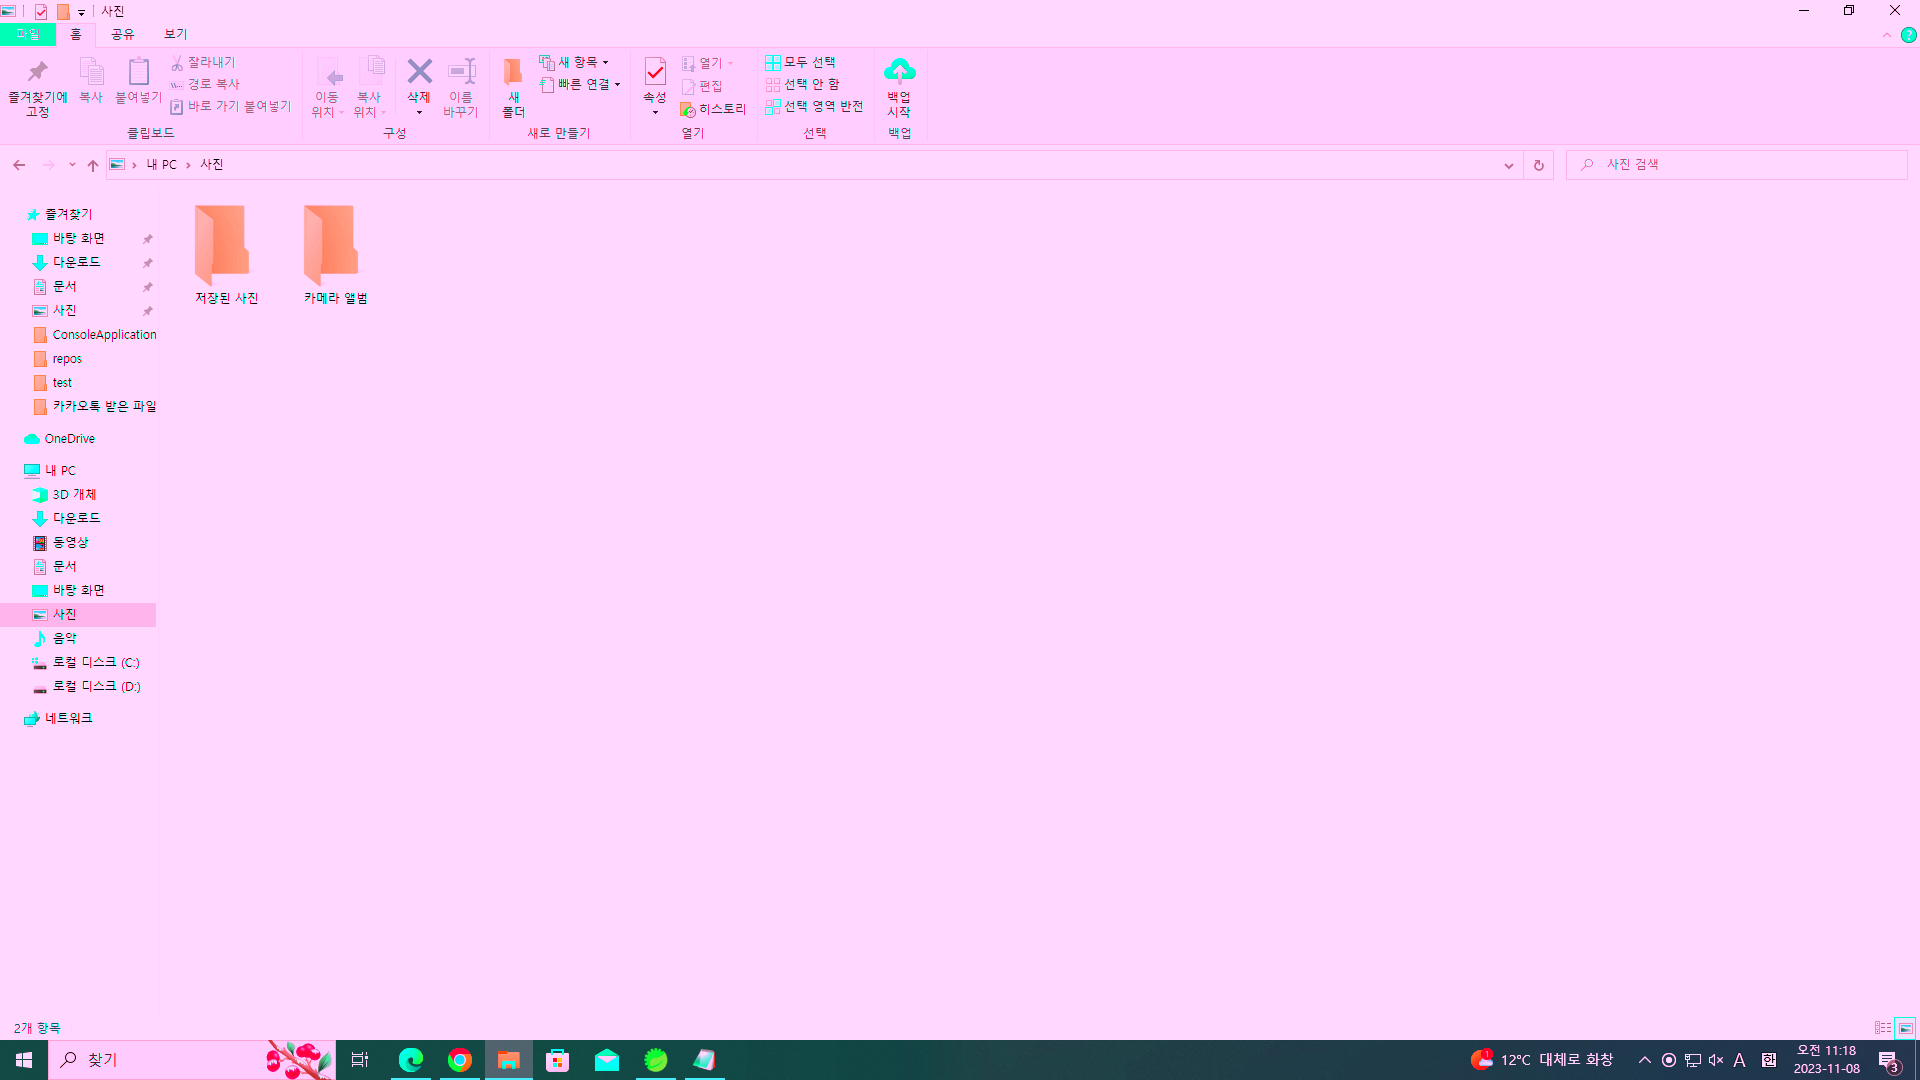 사진
파일 홈 공유 보기
즐겨찾기에 고정
복사
붙여넣기
잘라내기
경로 복사
바로 가기 붙여넣기
클립보드
이동 위치
복사 위치
삭제
이름 바꾸기
구성
새 폴더
새 항목
빠른 연결
새로 만들기
속성
열기
편집
히스토리
열기
모두 선택
선택 안 함
선택 영역 반전
선택
백업 시작
백업
내 PC › 사진
사진 검색
즐겨찾기
바탕 화면
다운로드
문서
사진
ConsoleApplication
repos
test
카카오톡 받은 파일
OneDrive
내 PC
3D 개체
다운로드
동영상
문서
바탕 화면
사진
음악
로컬 디스크 (C:)
로컬 디스크 (D:)
네트워크
저장된 사진
카메라 앨범
2개 항목
찾기
1
12°C 대체로 화창
A
한
오전 11:18
2023-11-08
3